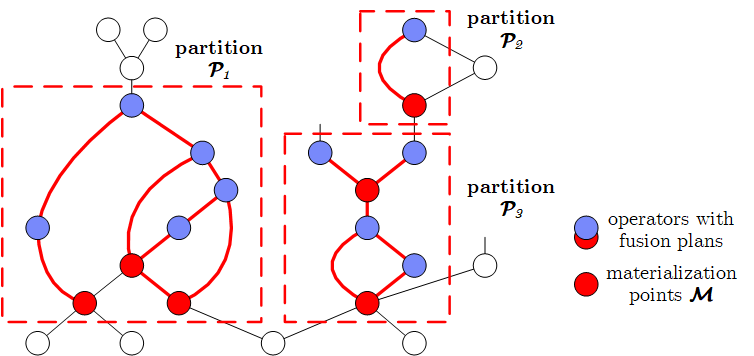 partition
𝓟1
partition
𝓟2
partition
𝓟3
operators with
fusion plans
materialization
points 𝓜